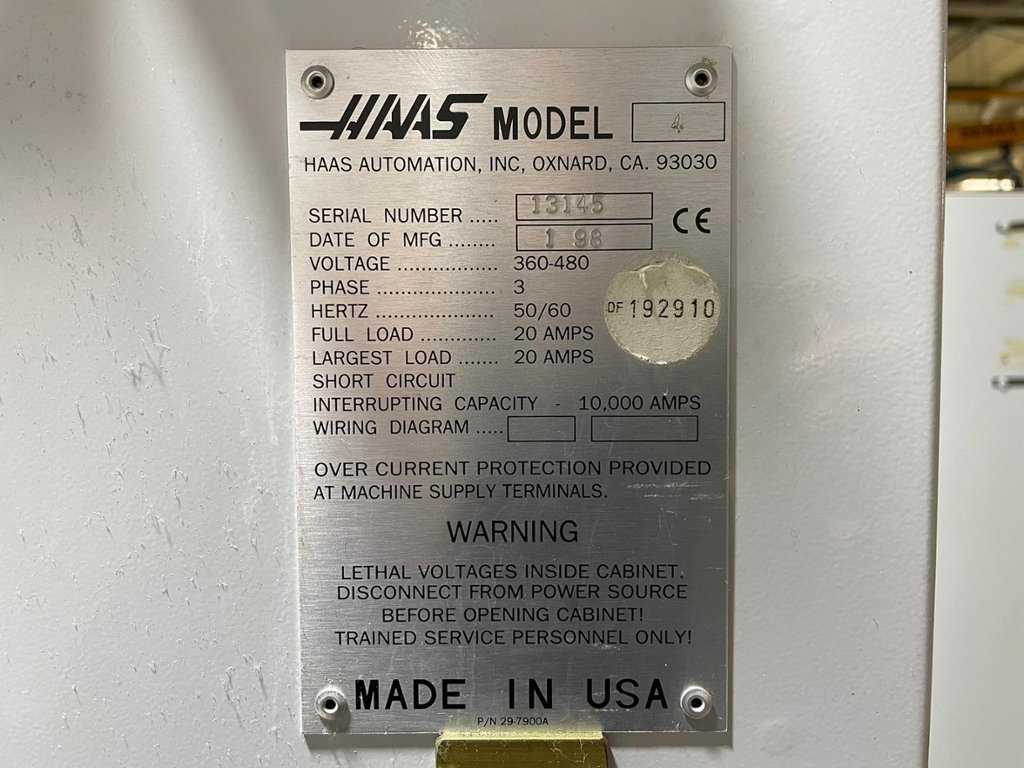 HAAS MODEL 4
HAAS AUTOMATION, INC, OXNARD, CA. 93030
SERIAL NUMBER ..... 13145
CE
DATE OF MFG ........ 1 98
VOLTAGE ................. 360-480
PHASE .................... 3
HERTZ .................... 50/60
DF 192910
FULL LOAD ............. 20 AMPS
LARGEST LOAD ....... 20 AMPS
SHORT CIRCUIT
INTERRUPTING CAPACITY - 10,000 AMPS
WIRING DIAGRAM .....
OVER CURRENT PROTECTION PROVIDED
AT MACHINE SUPPLY TERMINALS.
WARNING
LETHAL VOLTAGES INSIDE CABINET.
DISCONNECT FROM POWER SOURCE
BEFORE OPENING CABINET!
TRAINED SERVICE PERSONNEL ONLY!
MADE IN USA
P/N 29-7900A